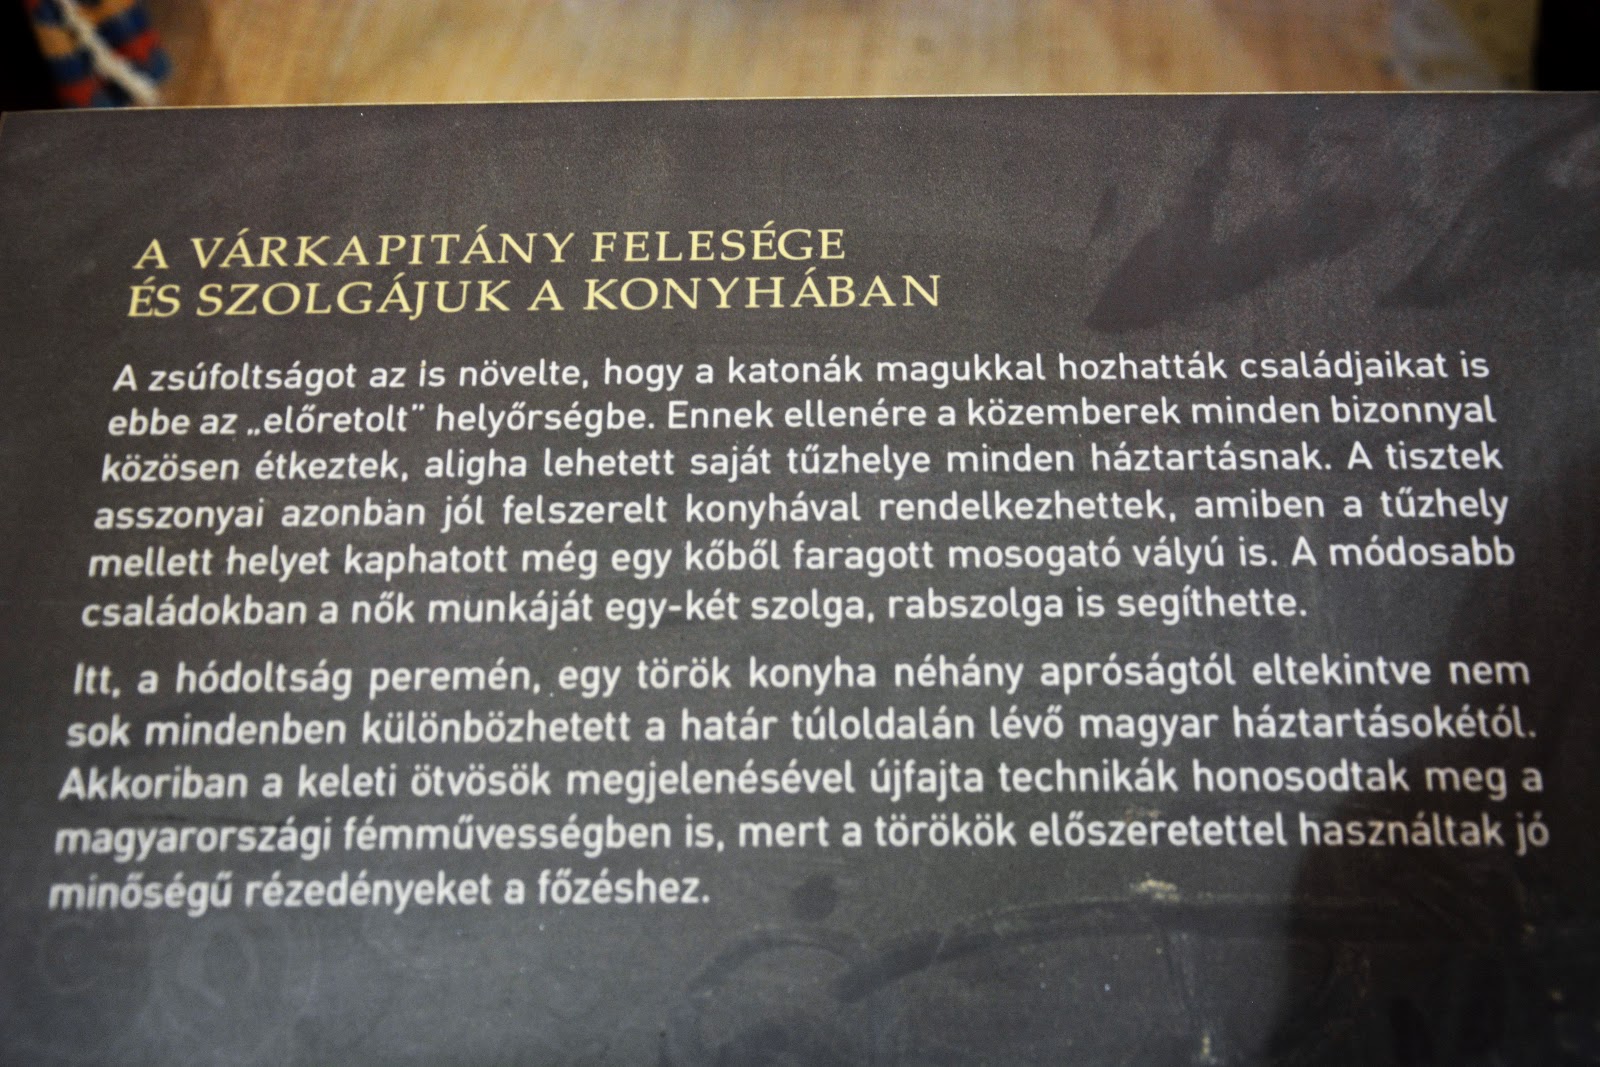 A VÁRKAPITÁNY FELESÉGE
ÉS SZOLGÁJUK A KONYHÁBAN
A zsúfoltságot az is növelte, hogy a katonák magukkal hozhatták családjaikat is
ebbe az „előretolt” helyőrségbe. Ennek ellenére a közemberek minden bizonnyal
közösen étkeztek, aligha lehetett saját tűzhelye minden háztartásnak. A tisztek
asszonyai azonban jól felszerelt konyhával rendelkezhettek, amiben a tűzhely
mellett helyet kaphatott még egy kőből faragott mosogató vályú is. A módosabb
családokban a nők munkáját egy-két szolga, rabszolga is segíthette.
Itt, a hódoltság peremén, egy török konyha néhány apróságtól eltekintve nem
sok mindenben különbözhetett a határ túloldalán lévő magyar háztartásokétól.
Akkoriban a keleti ötvösök megjelenésével újfajta technikák honosodtak meg a
magyarországi fémművességben is, mert a törökök előszeretettel használtak jó
minőségű rézedényeket a főzéshez.